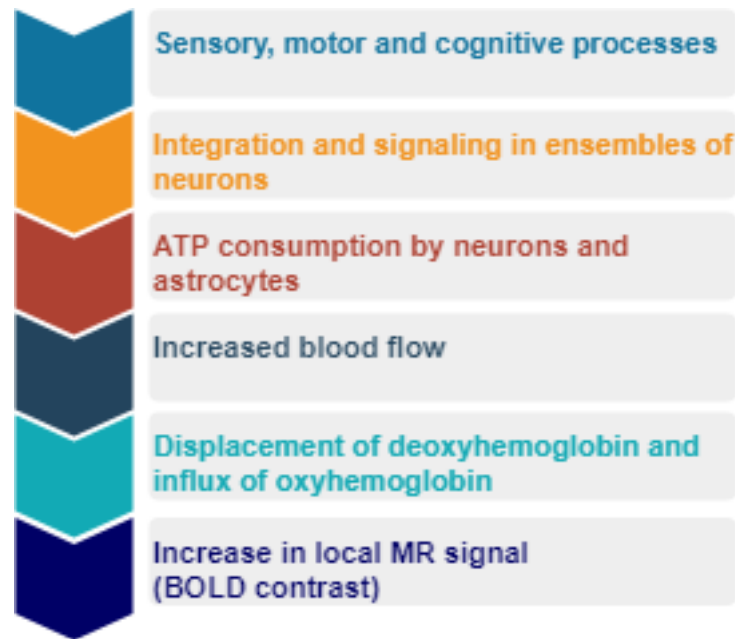 Sensory, motor and cognitive processes
Integration and signaling in ensembles of
neurons
ATP consumption by neurons and
astrocytes
Increased blood flow
Displacement of deoxyhemoglobin and
influx of oxyhemoglobin
Increase in local MR signal
(BOLD contrast)